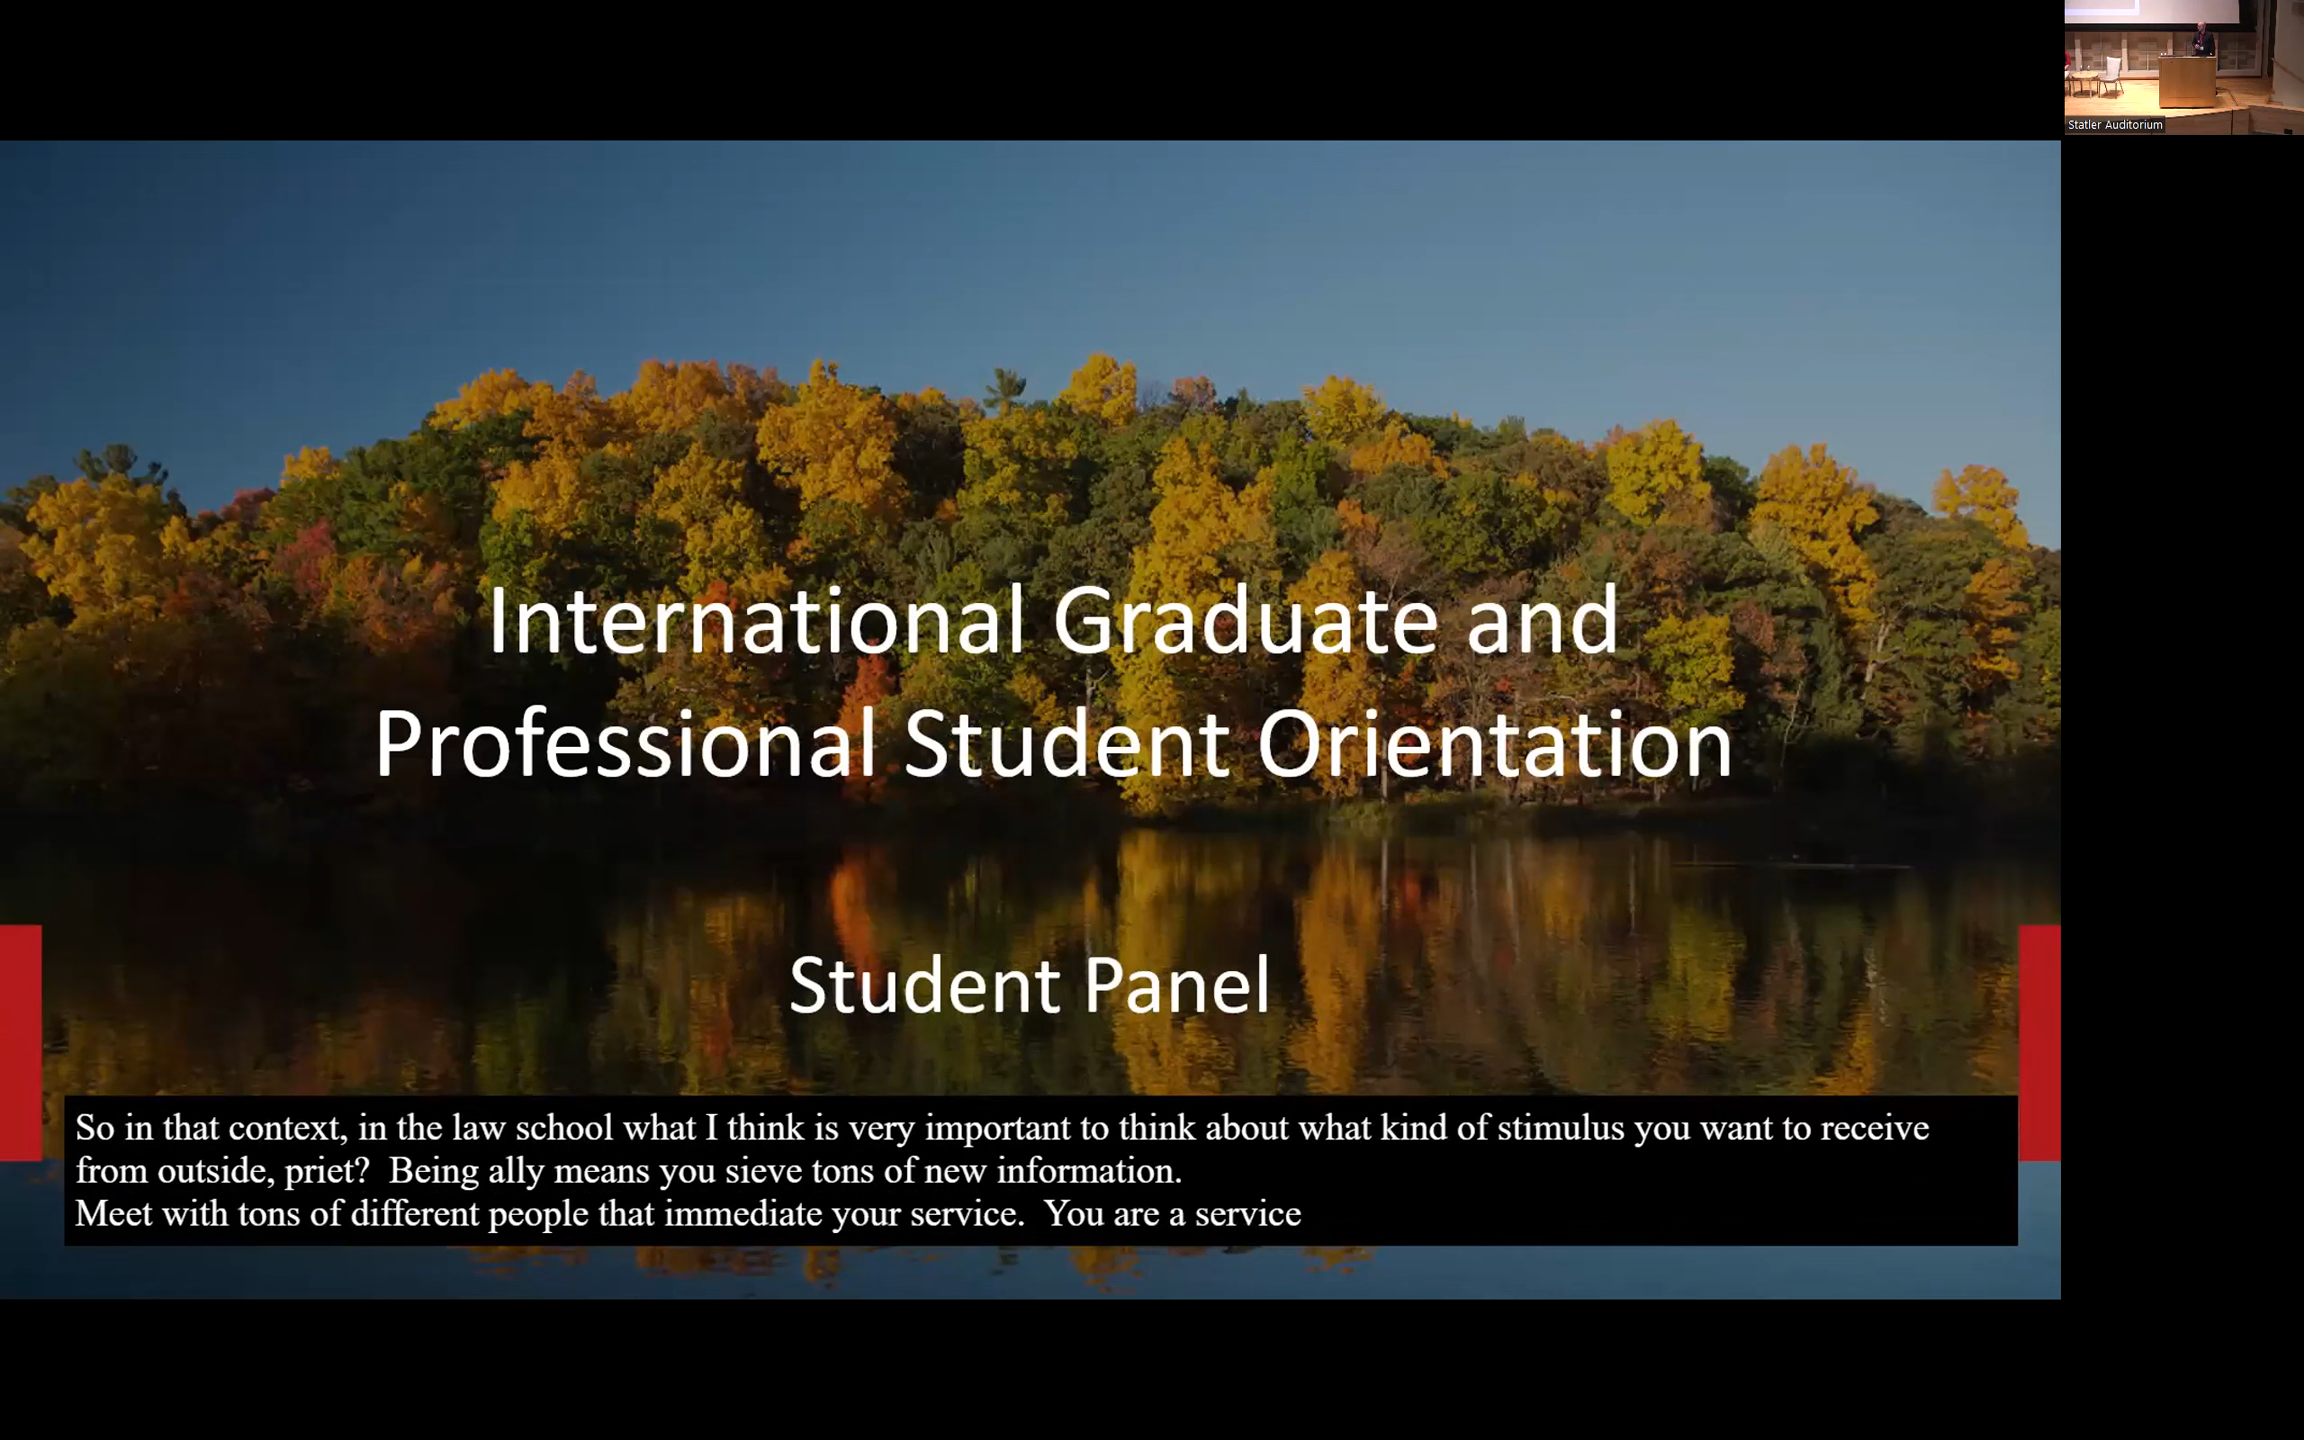 Statler Auditorium
International Graduate and
Professional Student Orientation
Student Panel
So in that context, in the law school what I think is very important to think about what kind of stimulus you want to receive
from outside, priet?  Being ally means you sieve tons of new information.
Meet with tons of different people that immediate your service.  You are a service